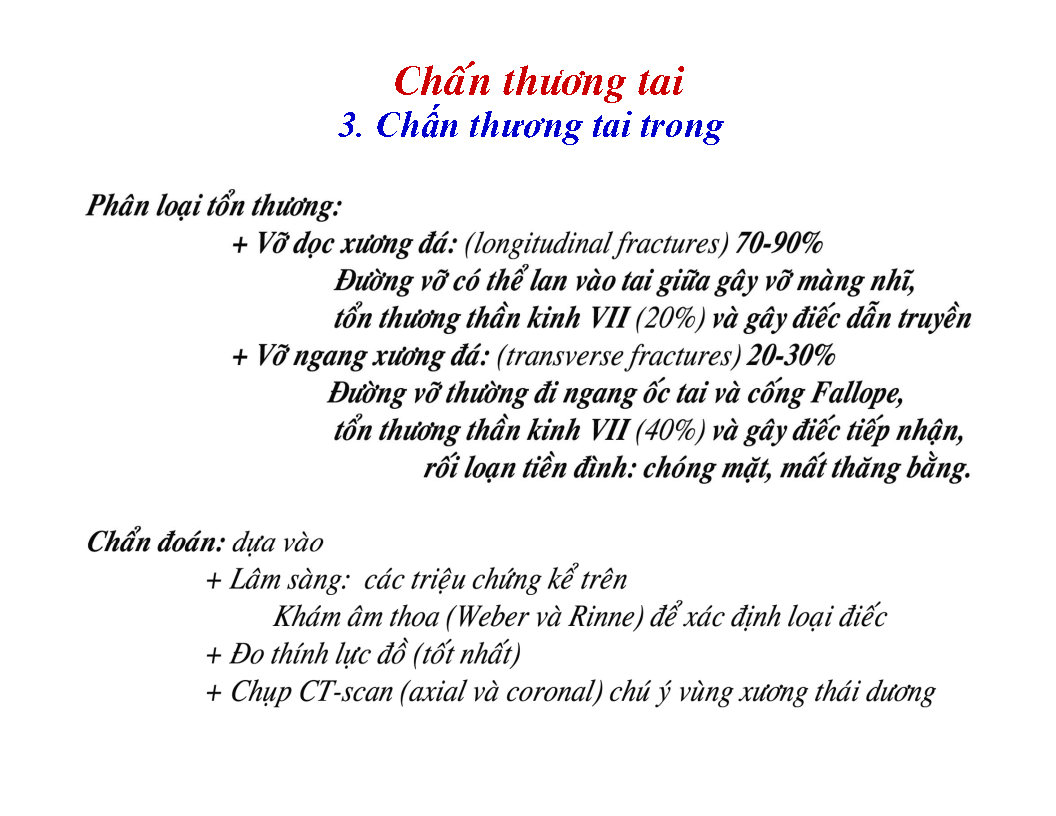 Chấn thương tai
3. Chấn thương tai trong
Phân loại tổn thương:
+ Vỡ dọc xương đá: (longitudinal fractures) 70-90%
Đường vỡ có thể lan vào tai giữa gây vỡ màng nhĩ,
tổn thương thần kinh VII (20%) và gây điếc dẫn truyền
+ Vỡ ngang xương đá: (transverse fractures) 20-30%
Đường vỡ thường đi ngang ốc tai và cống Fallope,
tổn thương thần kinh VII (40%) và gây điếc tiếp nhận,
rối loạn tiền đình: chóng mặt, mất thăng bằng.
Chẩn đoán: dựa vào
+ Lâm sàng: các triệu chứng kể trên
Khám âm thoa (Weber và Rinne) để xác định loại điếc
+ Đo thính lực đồ (tốt nhất)
+ Chụp CT-scan (axial và coronal) chú ý vùng xương thái dương